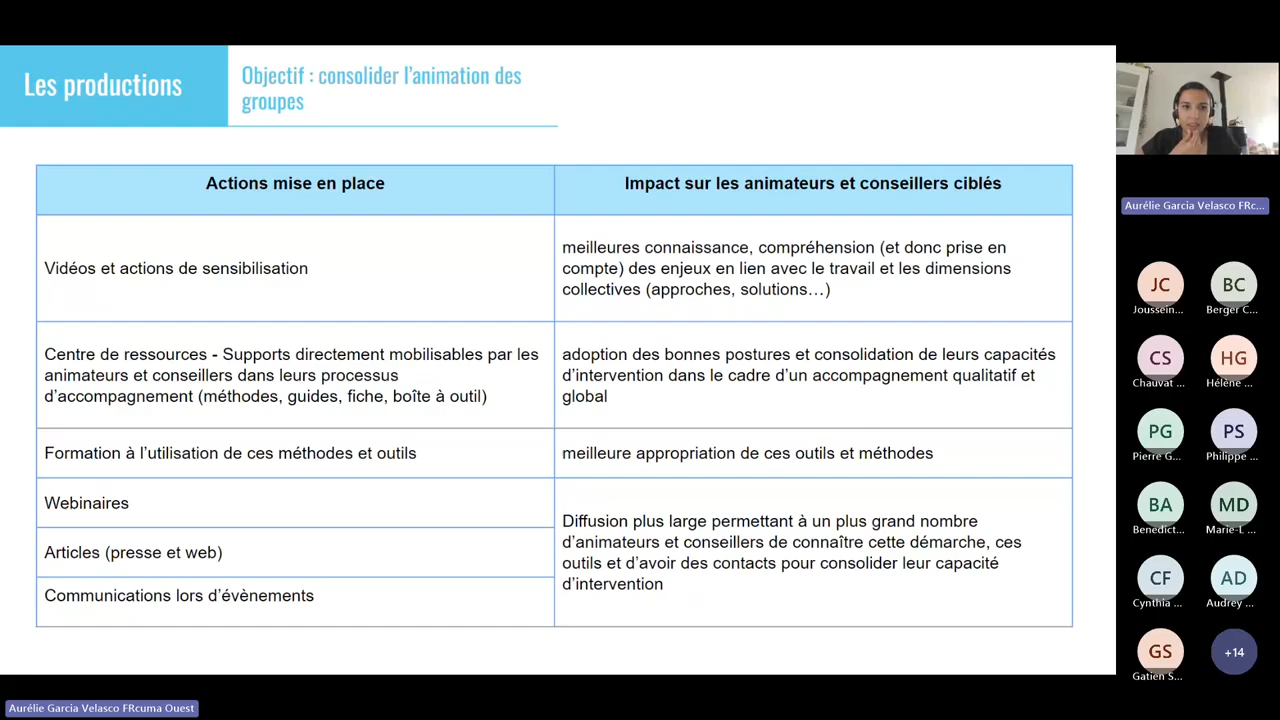 Les productions
Objectif : consolider l’animation des
groupes
Actions mise en place
Impact sur les animateurs et conseillers ciblés
Vidéos et actions de sensibilisation
meilleures connaissance, compréhension (et donc prise en
compte) des enjeux en lien avec le travail et les dimensions
collectives (approches, solutions…)
Centre de ressources - Supports directement mobilisables par les
animateurs et conseillers dans leurs processus
d’accompagnement (méthodes, guides, fiche, boîte à outil)
adoption des bonnes postures et consolidation de leurs capacités
d’intervention dans le cadre d’un accompagnement qualitatif et
global
Formation à l’utilisation de ces méthodes et outils
meilleure appropriation de ces outils et méthodes
Webinaires
Articles (presse et web)
Communications lors d’évènements
Diffusion plus large permettant à un plus grand nombre
d’animateurs et conseillers de connaître cette démarche, ces
outils et d’avoir des contacts pour consolider leur capacité
d’intervention
Aurélie Garcia Velasco FRc...
JC
BC
Joussein...
Berger C...
CS
HG
Chauvat ...
Hélène ...
PG
PS
Pierre G...
Philippe ...
BA
MD
Benedict...
Marie-L ...
CF
AD
Cynthia ...
Audrey ...
GS
+14
Gatien S...
Aurélie Garcia Velasco FRcuma Ouest